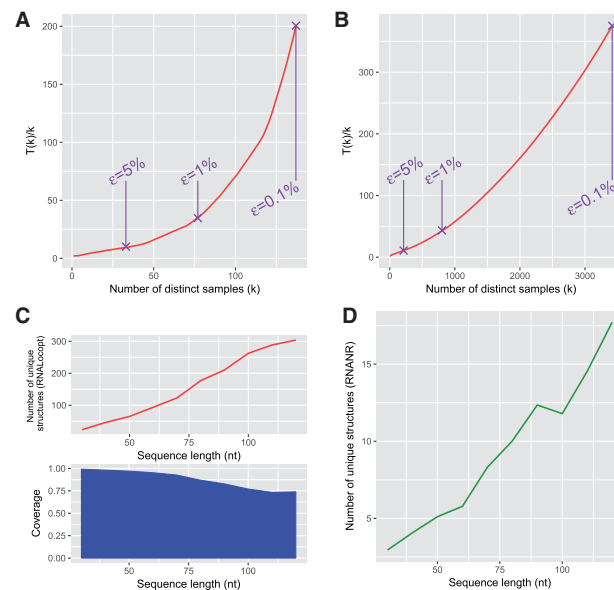 A
200
150
100
50
0
T(k)/k
ε=5%
ε=1%
ε=0.1%
0
50
100
Number of distinct samples (k)
B
300
200
100
0
T(k)/k
ε=5%
ε=1%
ε=0.1%
0
1000
2000
3000
Number of distinct samples (k)
C
300
200
100
Number of unique
structures (RNALocopt)
50
75
100
Sequence length (nt)
1.00
0.75
0.50
0.25
0.00
Coverage
50
75
100
Sequence length (nt)
D
15
10
5
Number of unique structures (RNANR)
50
75
100
Sequence length (nt)